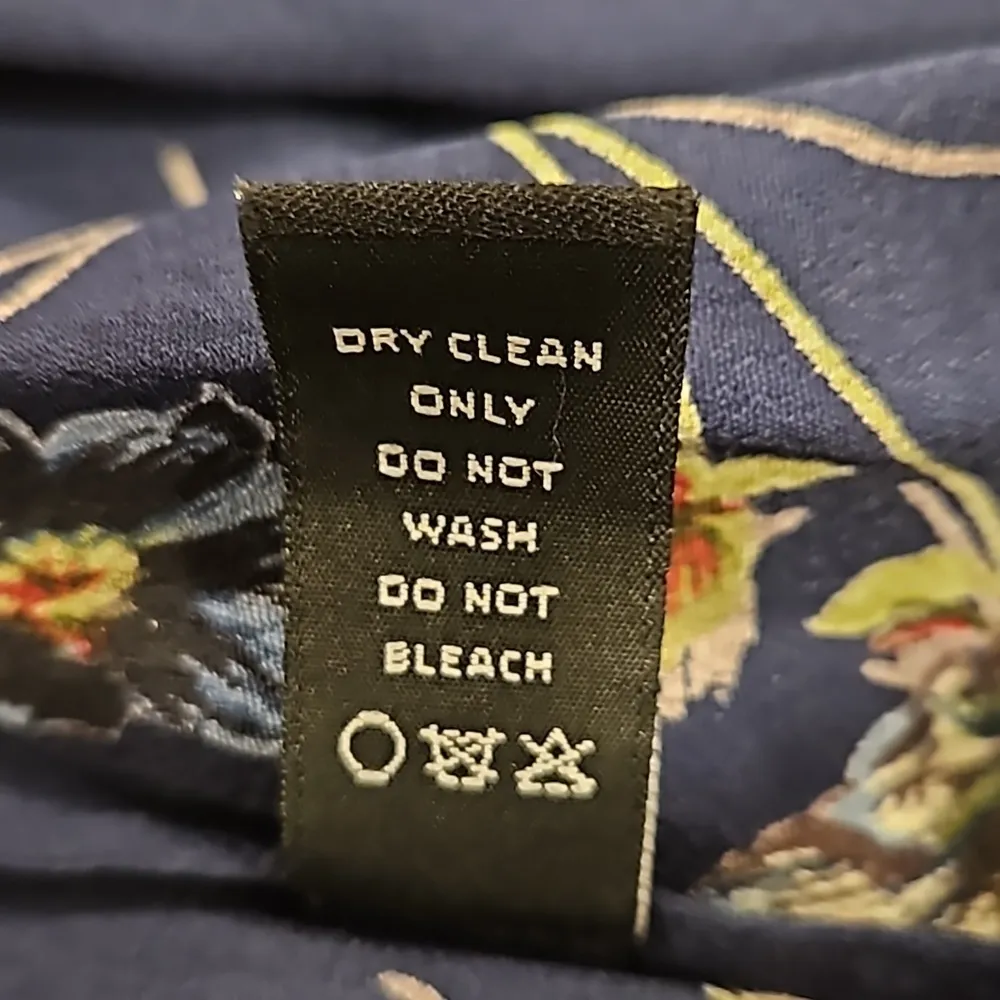 DRY CLEAN
ONLY
DO NOT
WASH
DO NOT
BLEACH